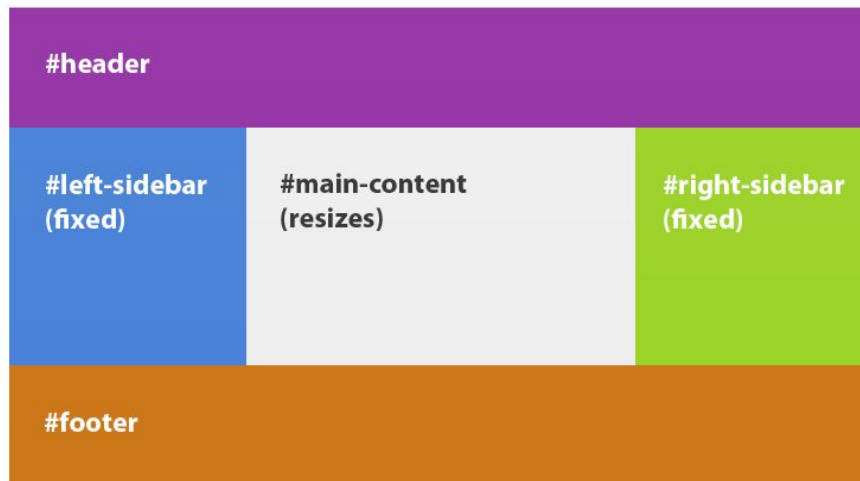 #header
#left-sidebar
(fixed)
#main-content
(resizes)
#right-sidebar
(fixed)
#footer